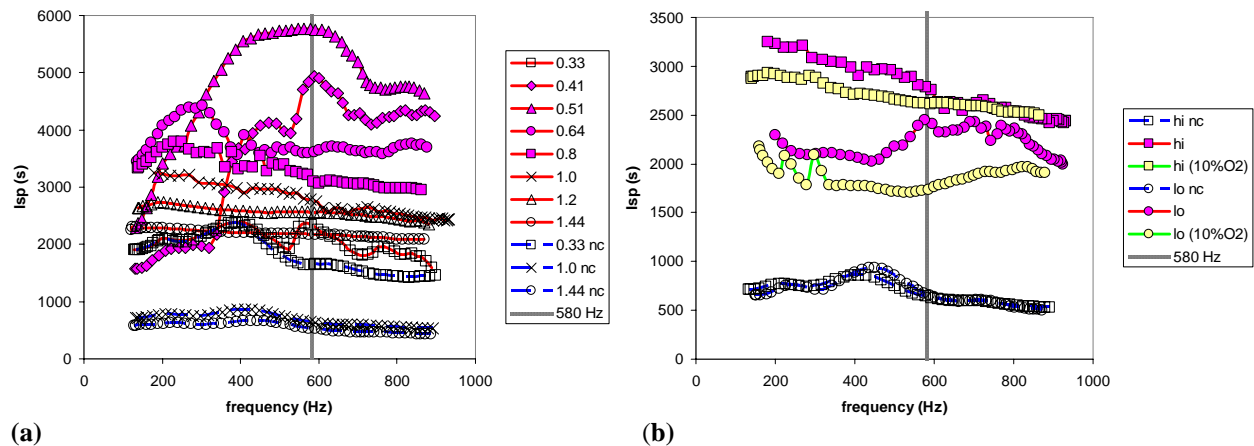 6000
5000
4000
3000
2000
1000
0
Isp (s)
0 200 400 600 800 1000
frequency (Hz)
0.33
0.41
0.51
0.64
0.8
1.0
1.2
1.44
0.33 nc
1.0 nc
1.44 nc
580 Hz
(a)
3500
3000
2500
2000
1500
1000
500
0
Isp (s)
0 200 400 600 800 1000
frequency (Hz)
hi nc
hi
hi (10%O2)
lo nc
lo
lo (10%O2)
580 Hz
(b)